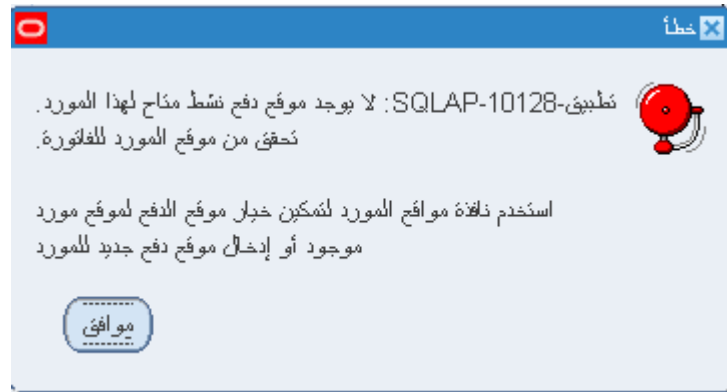 خطأ
تطبيق-SQLAP-10128: لا يوجد موقع دفع نشط متاح لهذا المورد.
تحقق من موقع المورد للفاتورة.
استخدم نافذة مواقع المورد لتمكين خيار موقع الدفع لموقع مورد
موجود أو إدخال موقع دفع جديد للمورد
موافق